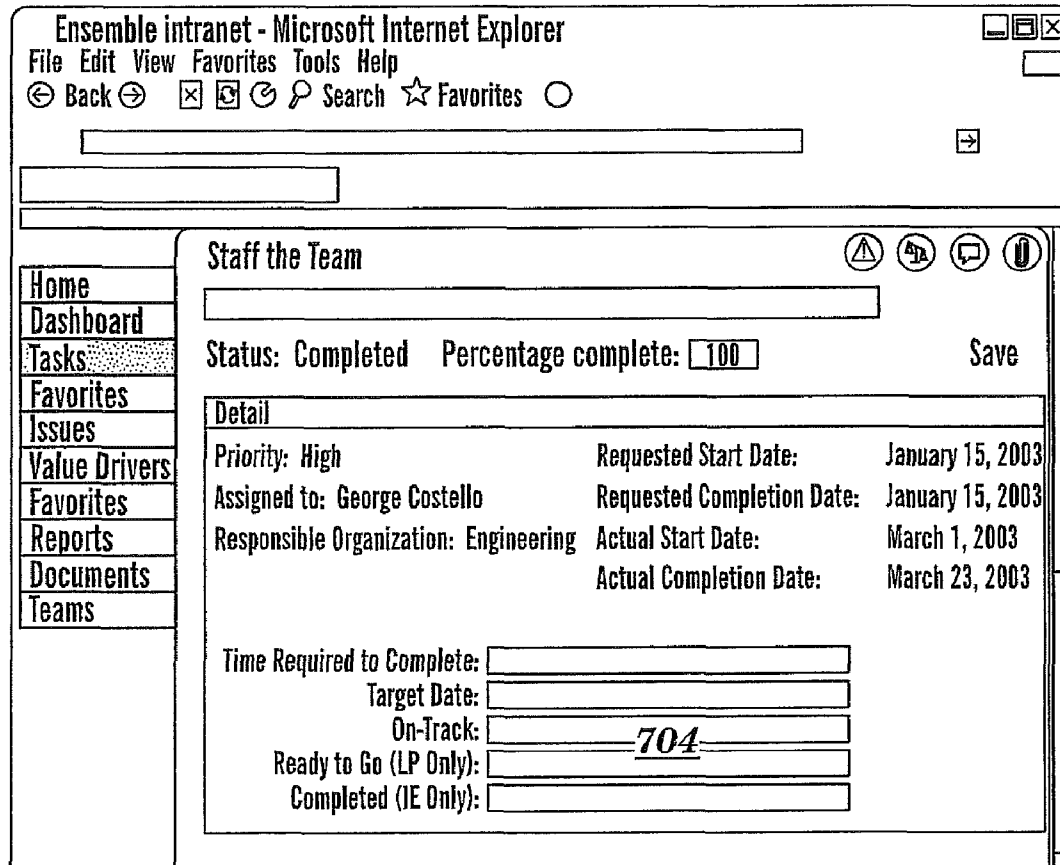 Ensemble intranet - Microsoft Internet Explorer
File Edit View Favorites Tools Help
Back Search Favorites
Staff the Team
Home
Dashboard
Tasks
Favorites
Issues
Value Drivers
Favorites
Reports
Documents
Teams
Status: Completed Percentage complete: 100 Save
Detail
Priority: High Requested Start Date: January 15, 2003
Assigned to: George Costello Requested Completion Date: January 15, 2003
Responsible Organization: Engineering Actual Start Date: March 1, 2003
Actual Completion Date: March 23, 2003
Time Required to Complete:
Target Date:
On-Track:
704
Ready to Go (LP Only):
Completed (IE Only):